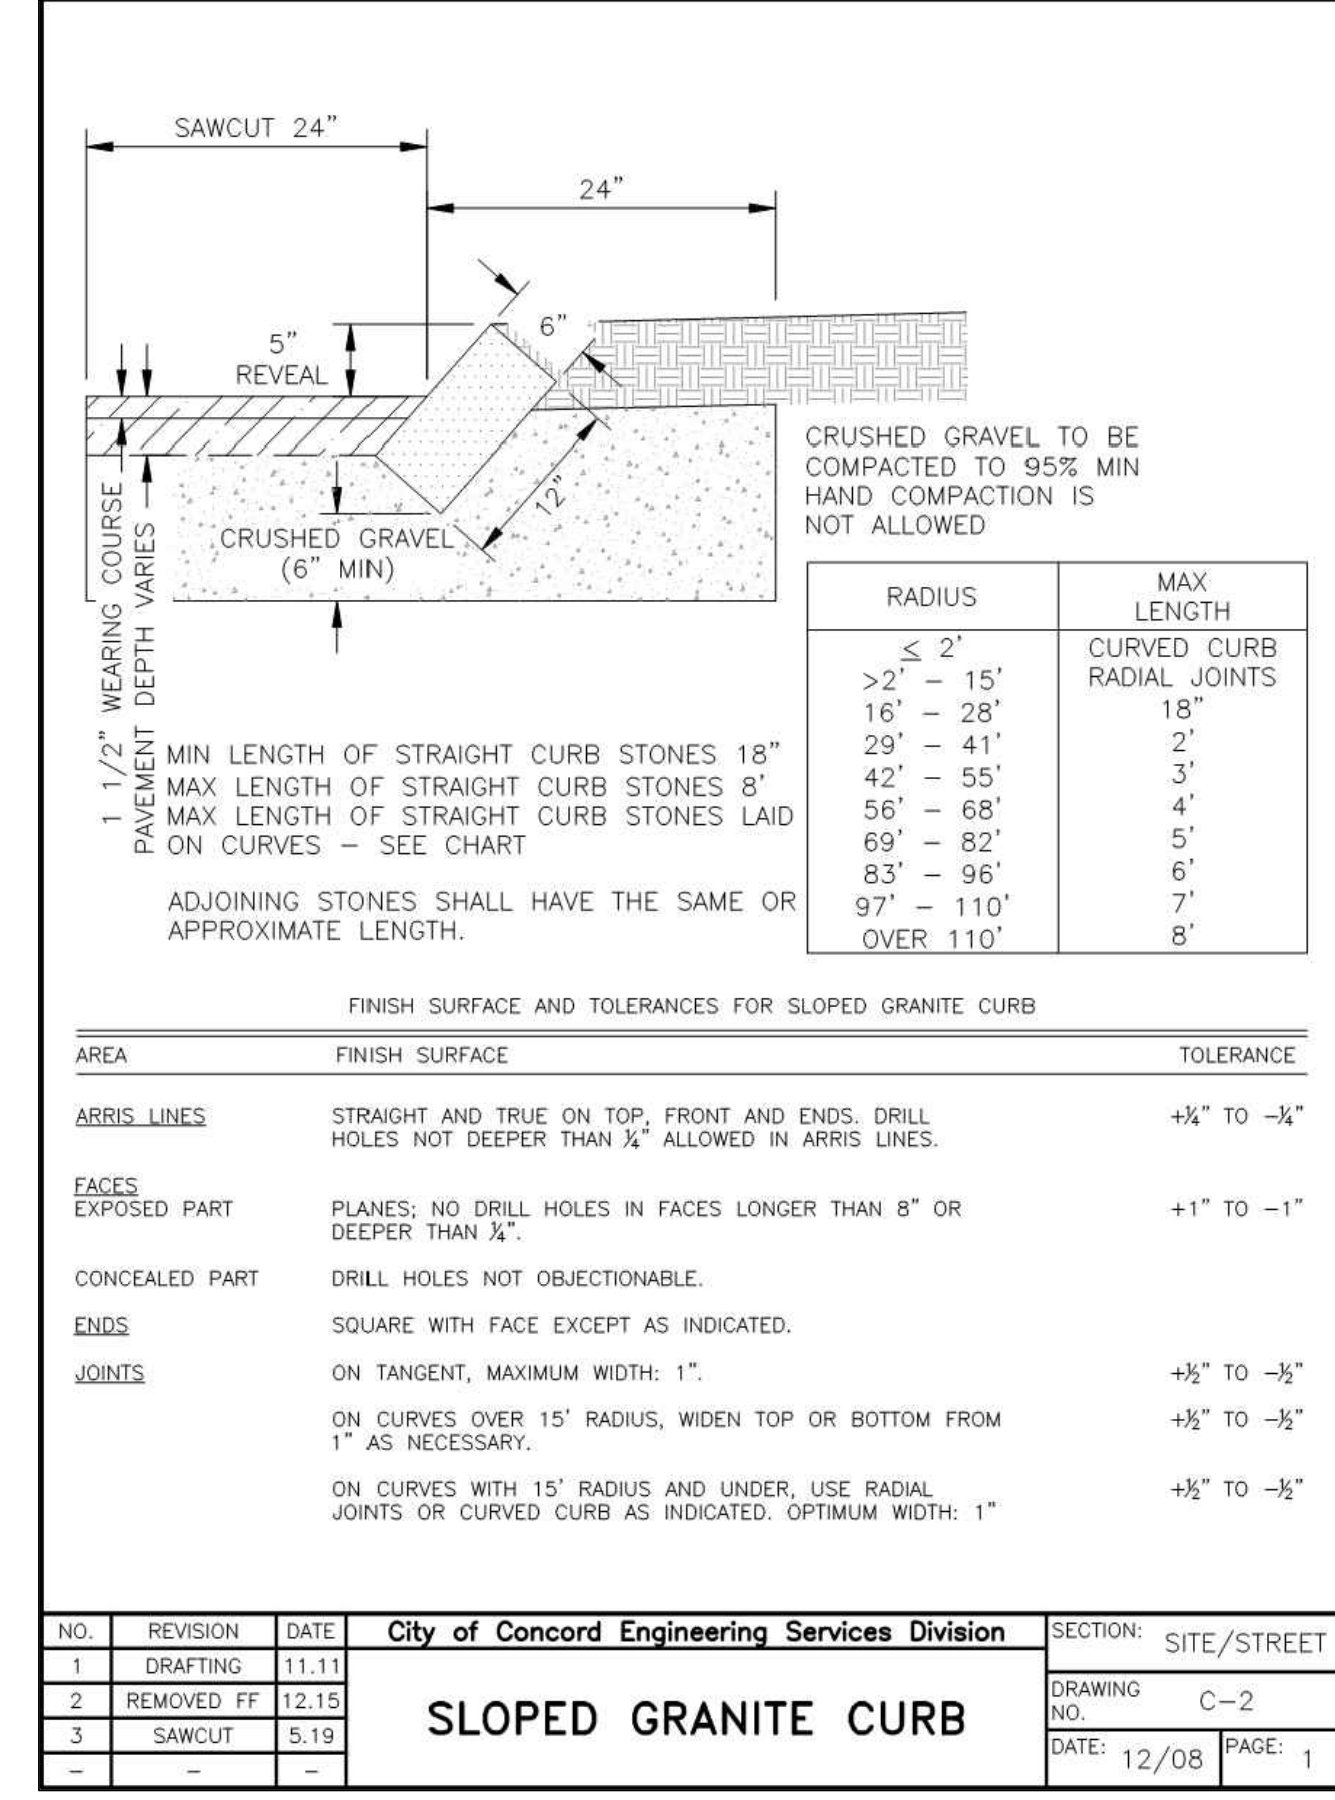 SAWCUT 24"
24"
6"
5"
REVEAL
12"
CRUSHED GRAVEL
(6" MIN)
1 1/2" WEARING COURSE
PAVEMENT DEPTH VARIES
CRUSHED GRAVEL TO BE
COMPACTED TO 95% MIN
HAND COMPACTION IS
NOT ALLOWED
RADIUS MAX LENGTH
≤ 2' CURVED CURB
>2' – 15' RADIAL JOINTS
16' – 28' 18"
29' – 41' 2'
42' – 55' 3'
56' – 68' 4'
69' – 82' 5'
83' – 96' 6'
97' – 110' 7'
OVER 110' 8'
MIN LENGTH OF STRAIGHT CURB STONES 18"
MAX LENGTH OF STRAIGHT CURB STONES 8'
MAX LENGTH OF STRAIGHT CURB STONES LAID
ON CURVES – SEE CHART
ADJOINING STONES SHALL HAVE THE SAME OR
APPROXIMATE LENGTH.
FINISH SURFACE AND TOLERANCES FOR SLOPED GRANITE CURB
AREA FINISH SURFACE TOLERANCE
ARRIS LINES STRAIGHT AND TRUE ON TOP, FRONT AND ENDS. DRILL +¼" TO –¼"
HOLES NOT DEEPER THAN ¼" ALLOWED IN ARRIS LINES.
FACES
EXPOSED PART PLANES; NO DRILL HOLES IN FACES LONGER THAN 8" OR +1" TO –1"
DEEPER THAN ¼".
CONCEALED PART DRILL HOLES NOT OBJECTIONABLE.
ENDS SQUARE WITH FACE EXCEPT AS INDICATED.
JOINTS ON TANGENT, MAXIMUM WIDTH: 1". +½" TO –½"
ON CURVES OVER 15' RADIUS, WIDEN TOP OR BOTTOM FROM +½" TO –½"
1" AS NECESSARY.
ON CURVES WITH 15' RADIUS AND UNDER, USE RADIAL +½" TO –½"
JOINTS OR CURVED CURB AS INDICATED. OPTIMUM WIDTH: 1"
NO. REVISION DATE
1 DRAFTING 11.11
2 REMOVED FF 12.15
3 SAWCUT 5.19
– – –
City of Concord Engineering Services Division
SLOPED GRANITE CURB
SECTION: SITE/STREET
DRAWING NO. C–2
DATE: 12/08 PAGE: 1